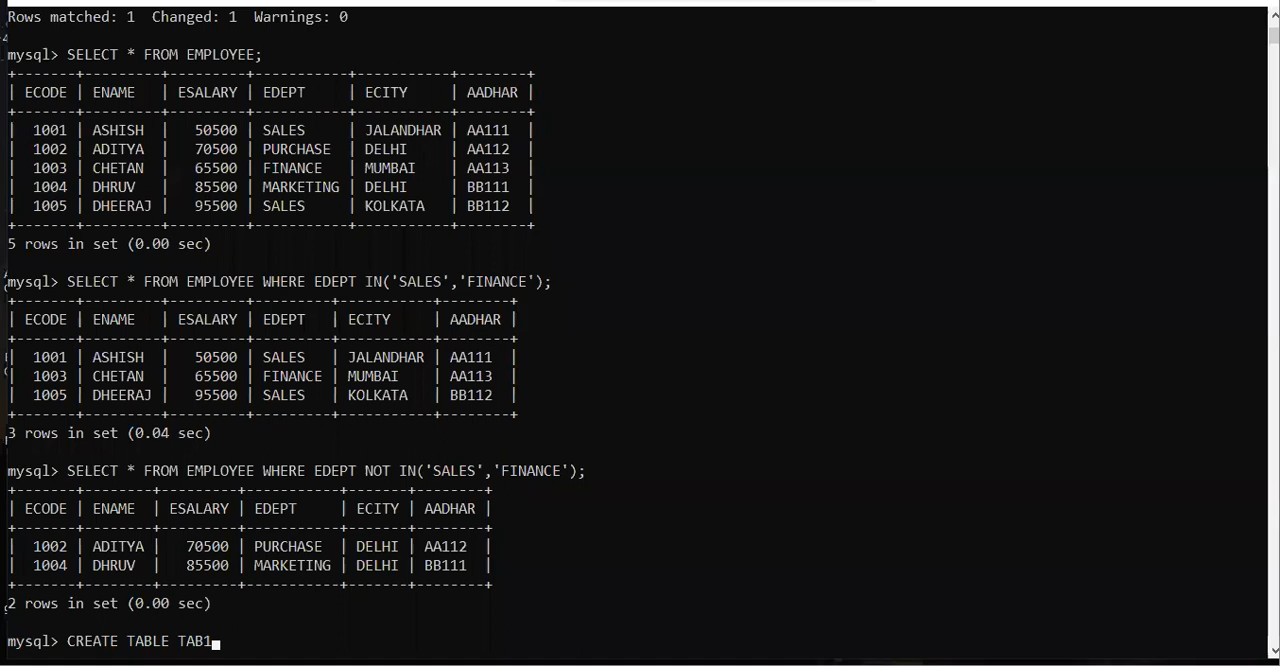 Rows matched: 1  Changed: 1  Warnings: 0
mysql> SELECT * FROM EMPLOYEE;
+-------+---------+---------+-----------+-----------+--------+
| ECODE | ENAME   | ESALARY | EDEPT     | ECITY     | AADHAR |
+-------+---------+---------+-----------+-----------+--------+
|  1001 | ASHISH  |   50500 | SALES     | JALANDHAR | AA111  |
|  1002 | ADITYA  |   70500 | PURCHASE  | DELHI     | AA112  |
|  1003 | CHETAN  |   65500 | FINANCE   | MUMBAI    | AA113  |
|  1004 | DHRUV   |   85500 | MARKETING | DELHI     | BB111  |
|  1005 | DHEERAJ |   95500 | SALES     | KOLKATA   | BB112  |
+-------+---------+---------+-----------+-----------+--------+
5 rows in set (0.00 sec)
mysql> SELECT * FROM EMPLOYEE WHERE EDEPT IN('SALES','FINANCE');
+-------+---------+---------+---------+-----------+--------+
| ECODE | ENAME   | ESALARY | EDEPT   | ECITY     | AADHAR |
+-------+---------+---------+---------+-----------+--------+
|  1001 | ASHISH  |   50500 | SALES   | JALANDHAR | AA111  |
|  1003 | CHETAN  |   65500 | FINANCE | MUMBAI    | AA113  |
|  1005 | DHEERAJ |   95500 | SALES   | KOLKATA   | BB112  |
+-------+---------+---------+---------+-----------+--------+
3 rows in set (0.04 sec)
mysql> SELECT * FROM EMPLOYEE WHERE EDEPT NOT IN('SALES','FINANCE');
+-------+--------+---------+-----------+-------+--------+
| ECODE | ENAME  | ESALARY | EDEPT     | ECITY | AADHAR |
+-------+--------+---------+-----------+-------+--------+
|  1002 | ADITYA |   70500 | PURCHASE  | DELHI | AA112  |
|  1004 | DHRUV  |   85500 | MARKETING | DELHI | BB111  |
+-------+--------+---------+-----------+-------+--------+
2 rows in set (0.00 sec)
mysql> CREATE TABLE TAB1